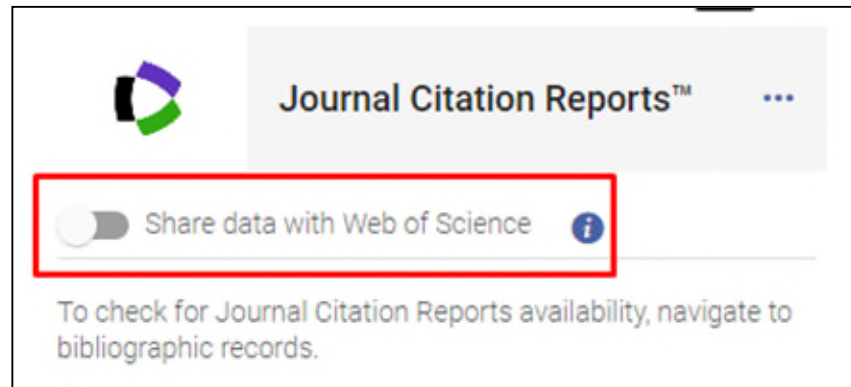 Journal Citation Reports™
Share data with Web of Science
To check for Journal Citation Reports availability, navigate to
bibliographic records.